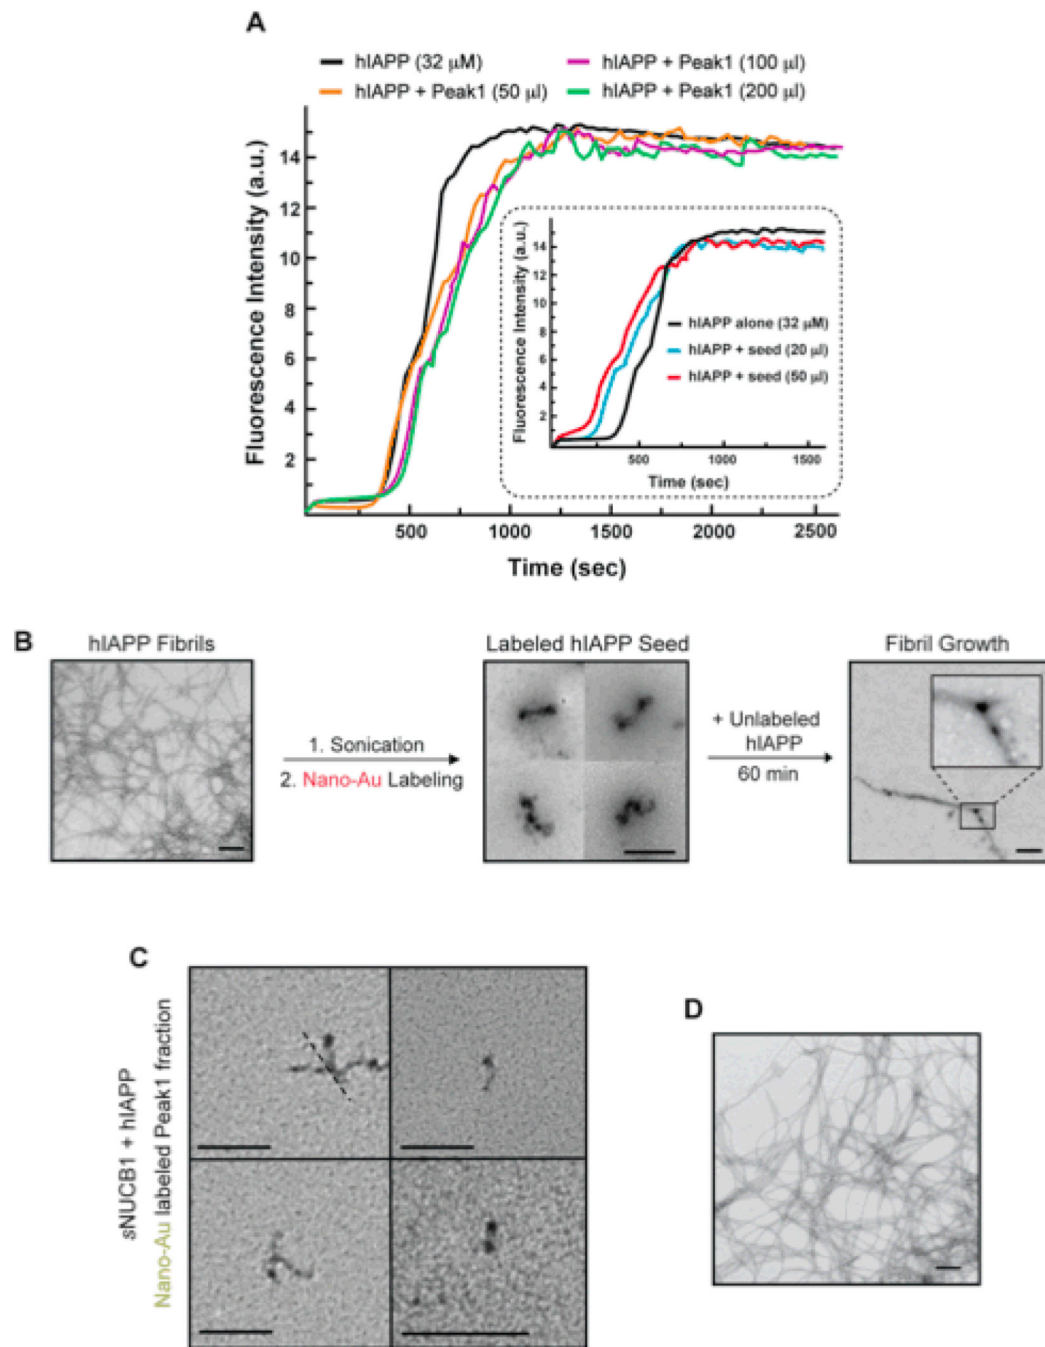 A
hIAPP (32 μM)
hIAPP + Peak1 (100 μl)
hIAPP + Peak1 (50 μl)
hIAPP + Peak1 (200 μl)
Fluorescence Intensity (a.u.)
14
12
10
8
6
4
2
500
1000
1500
2000
2500
Time (sec)
Fluorescence Intensity (a.u.)
14
12
10
8
6
4
2
hIAPP alone (32 μM)
hIAPP + seed (20 μl)
hIAPP + seed (50 μl)
500
1000
1500
Time (sec)
B
hIAPP Fibrils
1. Sonication
2. Nano-Au Labeling
Labeled hIAPP Seed
+ Unlabeled
hIAPP
60 min
Fibril Growth
C
sNUCB1 + hIAPP
Nano-Au labeled Peak1 fraction
D